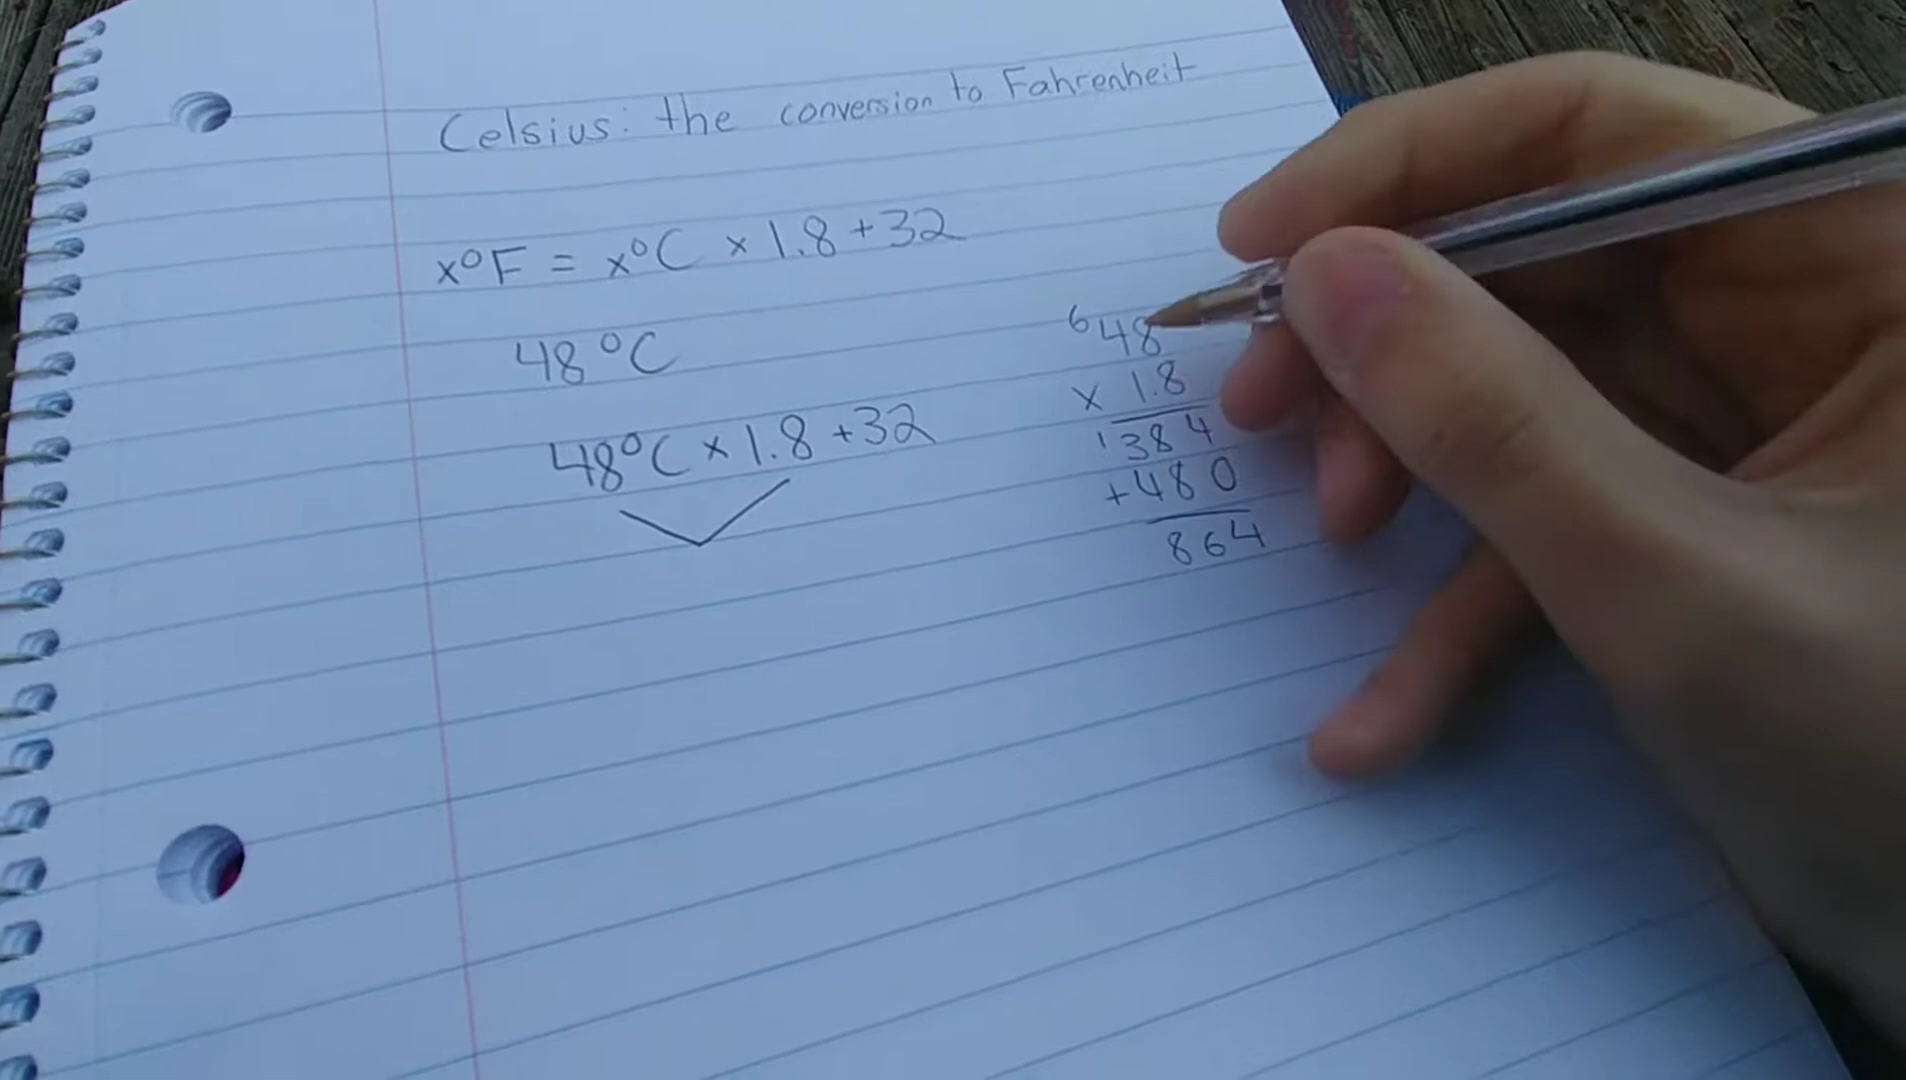 Celsius: the conversion to Fahrenheit
x°F = x°C × 1.8 + 32
48°C
48°C × 1.8 + 32
6
48
× 1.8
1
384
+480
864